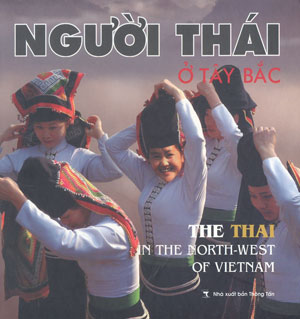 NGƯỜI THÁI
Ở TÂY BẮC
THE THAI
IN THE NORTH-WEST
OF VIETNAM
Nhà xuất bản Thông Tấn